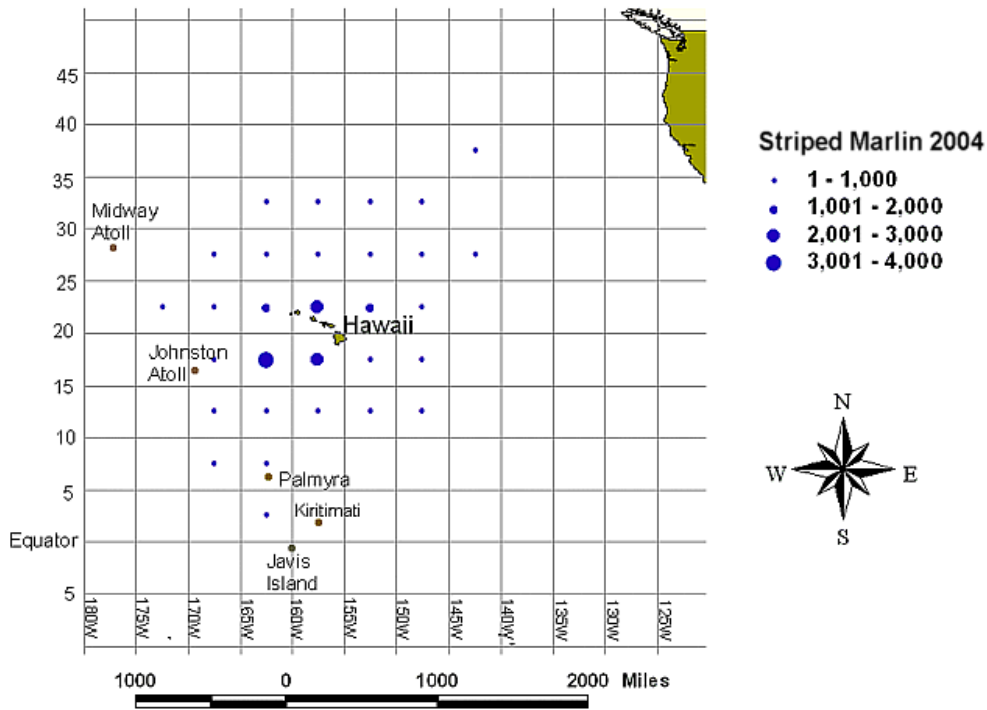 45
40
35
30
25
20
15
10
5
Equator
5
Midway
Atoll
Hawaii
Johnston
Atoll
Palmyra
Kiritimati
Javis
Island
180W
175W
170W
165W
160W
155W
150W
145W
140W
135W
130W
125W
1000 0 1000 2000 Miles
Striped Marlin 2004
1 - 1,000
1,001 - 2,000
2,001 - 3,000
3,001 - 4,000
N
W E
S